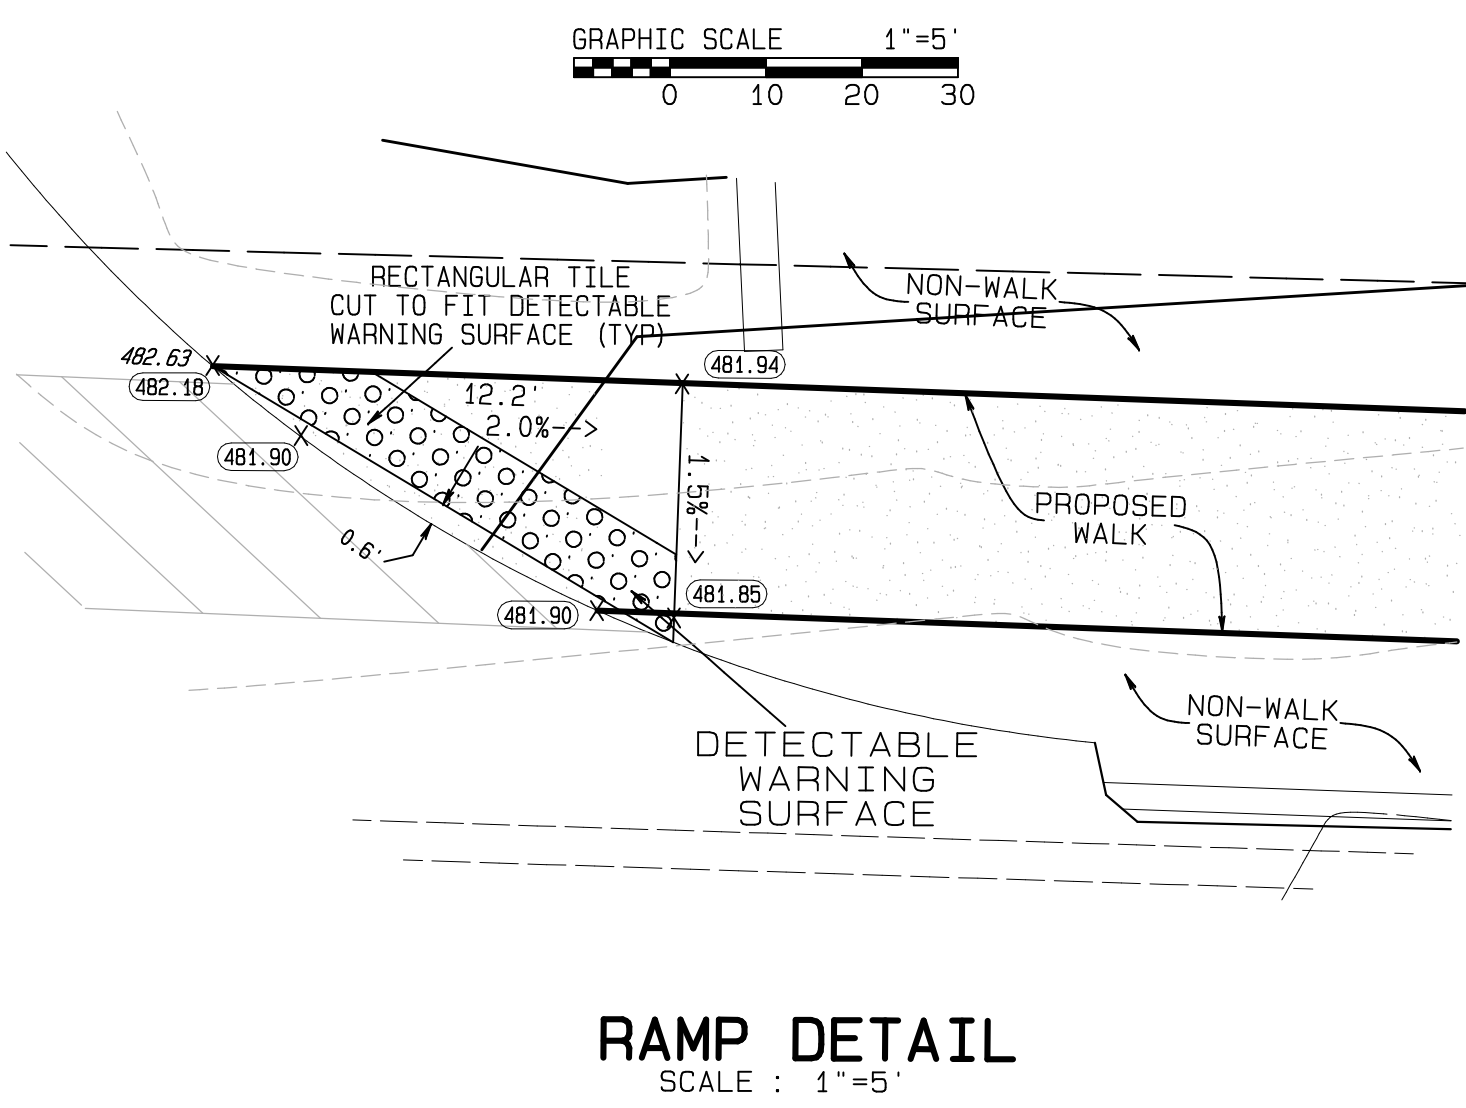 GRAPHIC SCALE 1"=5'
0 10 20 30
RECTANGULAR TILE
CUT TO FIT DETECTABLE
WARNING SURFACE (TYP)
NON-WALK
SURFACE
482.63
482.18
481.94
12.2'
2.0%-->
481.90
1.5%-->
0.6'
PROPOSED
WALK
481.85
481.90
NON-WALK
SURFACE
DETECTABLE
WARNING
SURFACE
RAMP DETAIL
SCALE : 1"=5'